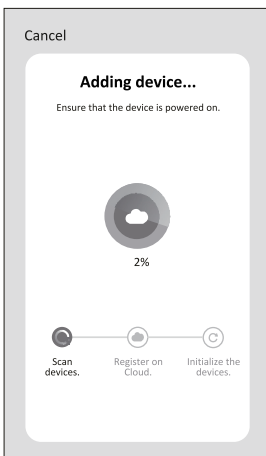 Cancel
Adding device...
Ensure that the device is powered on.
2%
Scan
devices.
Register on
Cloud.
Initialize the
devices.